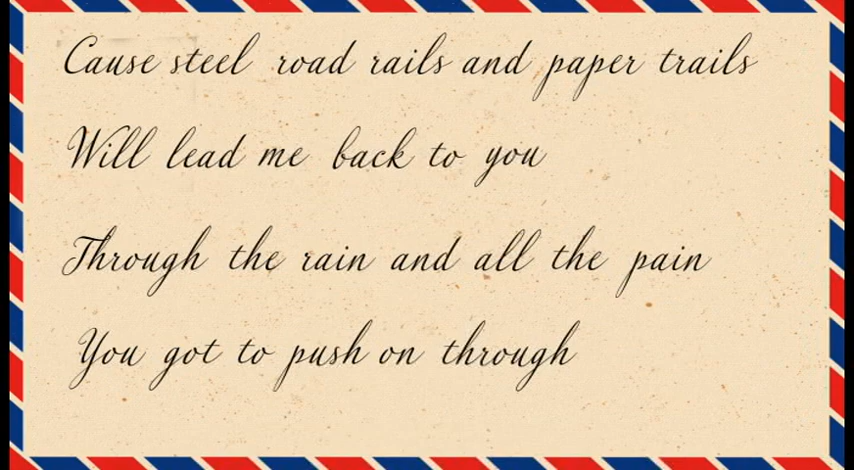 Cause steel road rails and paper trails
Will lead me back to you
Through the rain and all the pain
You got to push on through